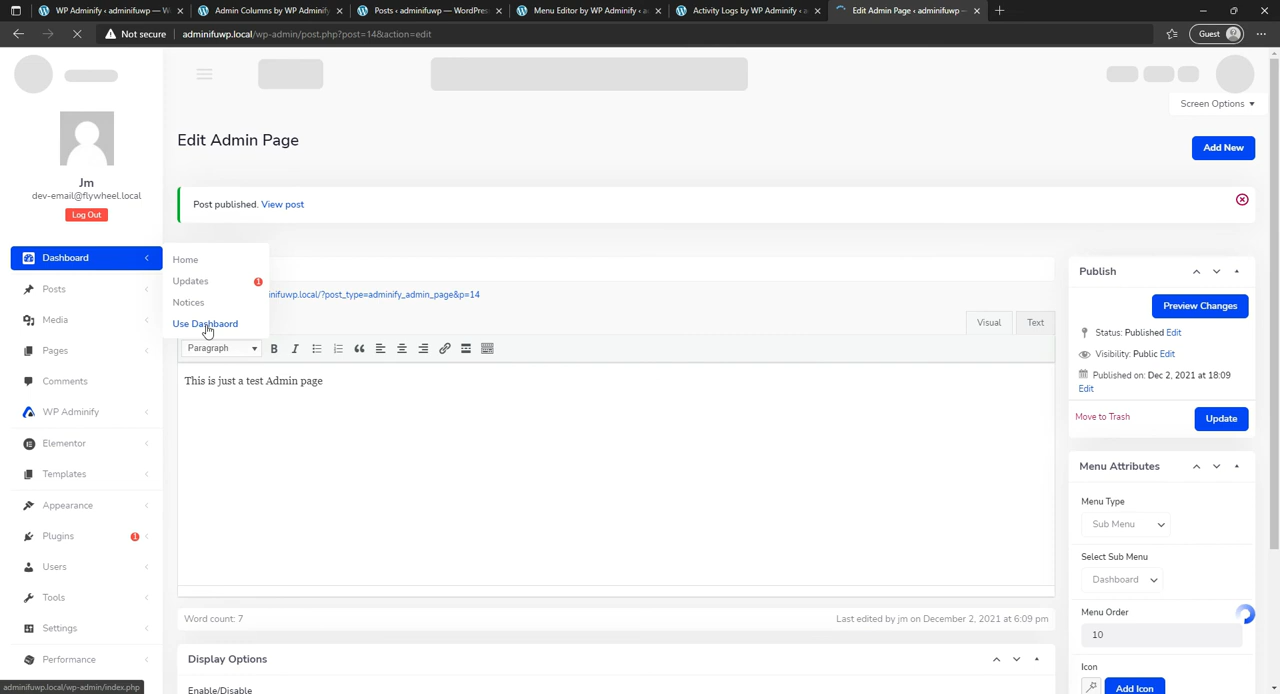 WP Adminify ‹ adminifuwp — W
Admin Columns by WP Adminify
Posts ‹ adminifuwp — WordPres
Menu Editor by WP Adminify ‹ a
Activity Logs by WP Adminify ‹ a
Edit Admin Page ‹ adminifuwp —
Not secure
adminifuwp.local/wp-admin/post.php?post=14&action=edit
Guest
Screen Options
Edit Admin Page
Add New
Jm
dev-email@flywheel.local
Log Out
Post published. View post
Dashboard
Home
Updates 1
Notices
Use Dashbaord
Posts
Media
Pages
Comments
WP Adminify
Elementor
Templates
Appearance
Plugins 1
Users
Tools
Settings
Performance
inifuwp.local/?post_type=adminify_admin_page&p=14
Visual
Text
Paragraph
This is just a test Admin page
Word count: 7
Last edited by jm on December 2, 2021 at 6:09 pm
Display Options
Enable/Disable
Publish
Preview Changes
Status: Published Edit
Visibility: Public Edit
Published on: Dec 2, 2021 at 18:09
Edit
Move to Trash
Update
Menu Attributes
Menu Type
Sub Menu
Select Sub Menu
Dashboard
Menu Order
10
Icon
Add Icon
adminifuwp.local/wp-admin/index.php